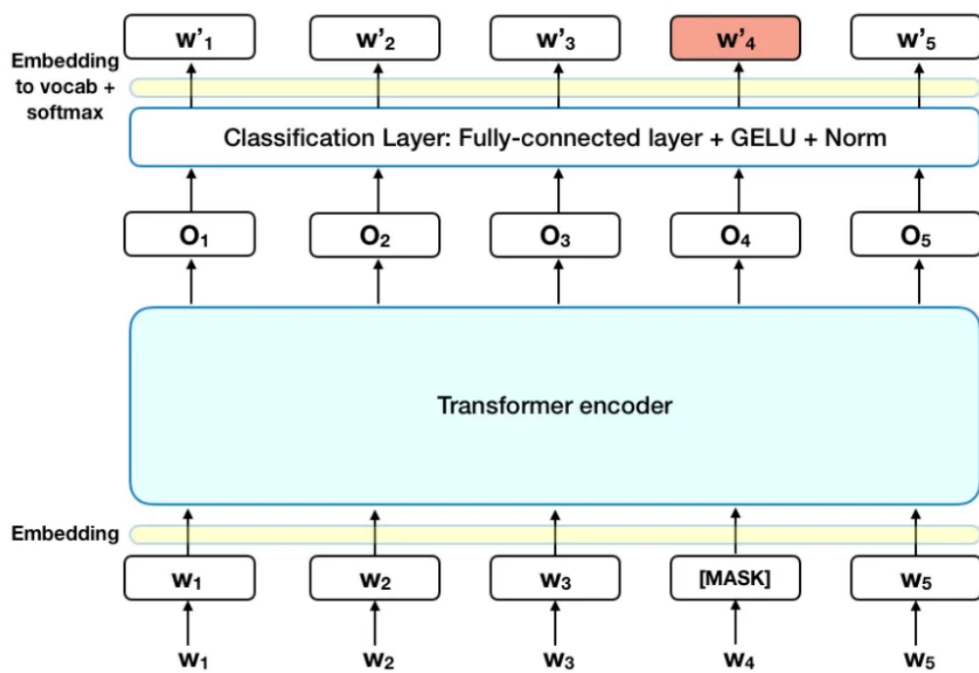 w'₁ w'₂ w'₃ w'₄ w'₅
Embedding
to vocab +
softmax
Classification Layer: Fully-connected layer + GELU + Norm
O₁ O₂ O₃ O₄ O₅
Transformer encoder
Embedding
W₁ W₂ W₃ [MASK] W₅
W₁ W₂ W₃ W₄ W₅